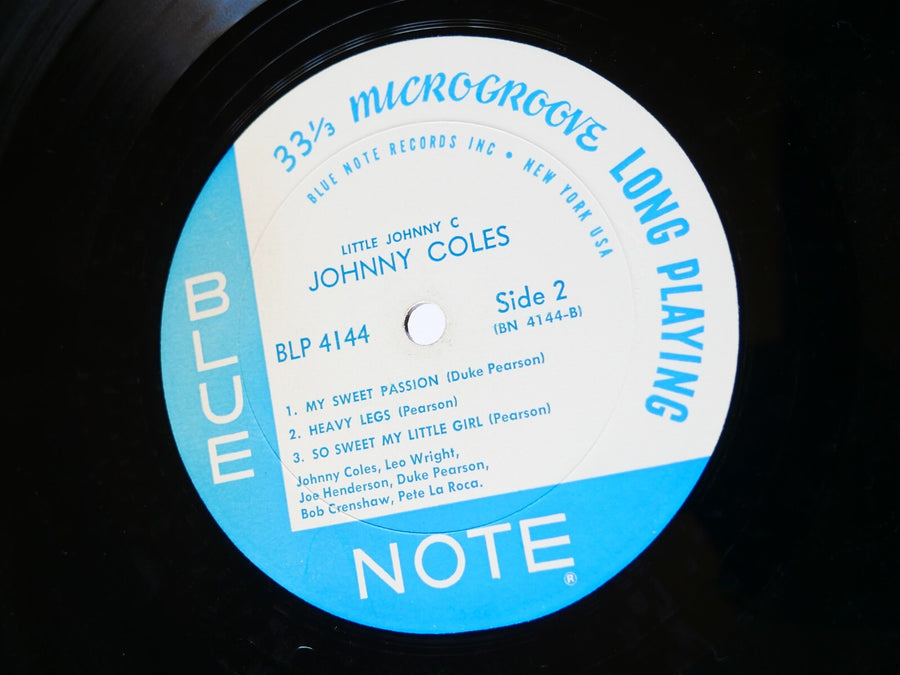 33⅓ MICROGROOVE LONG PLAYING
BLUE NOTE RECORDS INC • NEW YORK USA
LITTLE JOHNNY C
JOHNNY COLES
BLP 4144
Side 2
(BN 4144-B)
1. MY SWEET PASSION (Duke Pearson)
2. HEAVY LEGS (Pearson)
3. SO SWEET MY LITTLE GIRL (Pearson)
Johnny Coles, Leo Wright,
Joe Henderson, Duke Pearson,
Bob Crenshaw, Pete La Roca.
BLUE
NOTE
®